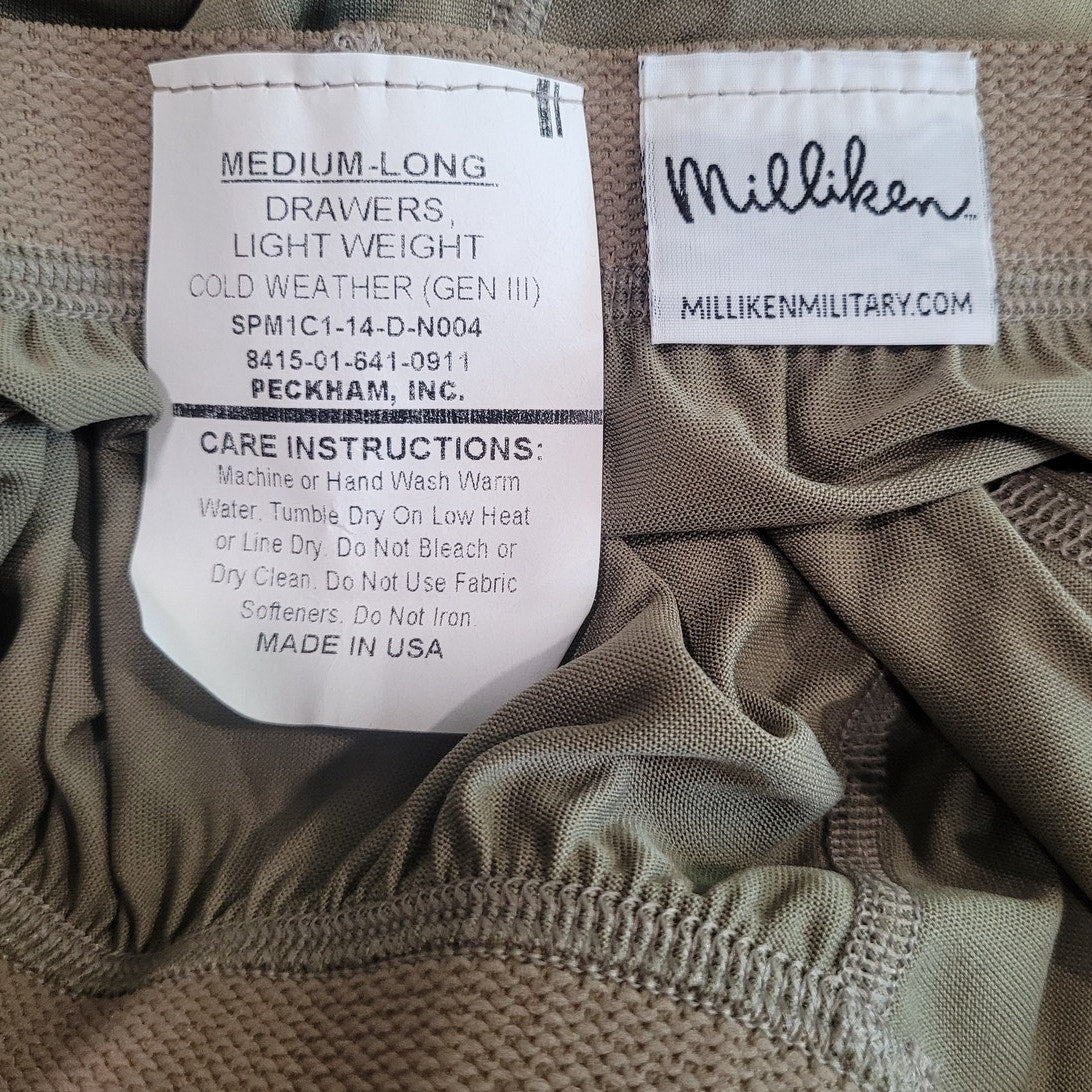 MEDIUM-LONG
DRAWERS,
LIGHT WEIGHT
COLD WEATHER (GEN III)
SPM1C1-14-D-N004
8415-01-641-0911
PECKHAM, INC.
CARE INSTRUCTIONS:
Machine or Hand Wash Warm
Water. Tumble Dry On Low Heat
or Line Dry. Do Not Bleach or
Dry Clean. Do Not Use Fabric
Softeners. Do Not Iron.
MADE IN USA
Milliken™
MILLIKENMILITARY.COM